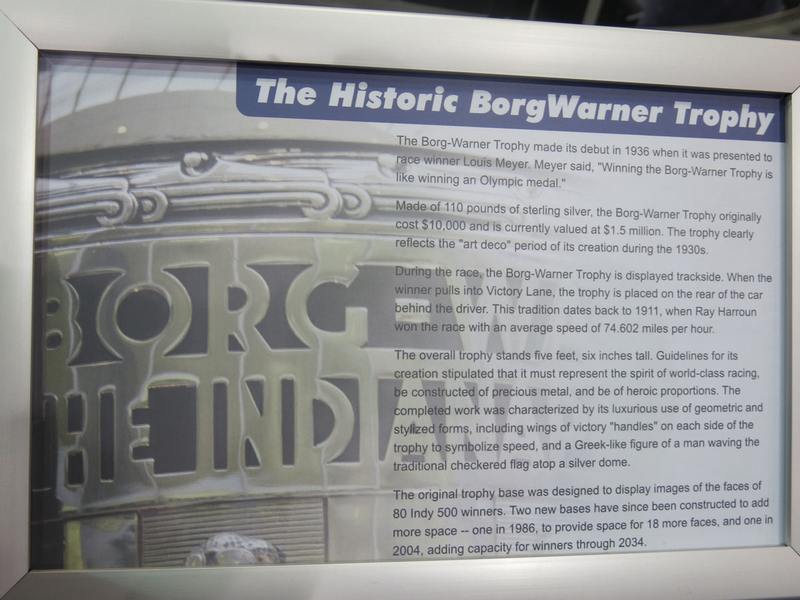 The Historic BorgWarner Trophy
The Borg-Warner Trophy made its debut in 1936 when it was presented to
race winner Louis Meyer. Meyer said, "Winning the Borg-Warner Trophy is
like winning an Olympic medal."
Made of 110 pounds of sterling silver, the Borg-Warner Trophy originally
cost $10,000 and is currently valued at $1.5 million. The trophy clearly
reflects the "art deco" period of its creation during the 1930s.
During the race, the Borg-Warner Trophy is displayed trackside. When the
winner pulls into Victory Lane, the trophy is placed on the rear of the car
behind the driver. This tradition dates back to 1911, when Ray Harroun
won the race with an average speed of 74.602 miles per hour.
The overall trophy stands five feet, six inches tall. Guidelines for its
creation stipulated that it must represent the spirit of world-class racing,
be constructed of precious metal, and be of heroic proportions. The
completed work was characterized by its luxurious use of geometric and
stylized forms, including wings of victory "handles" on each side of the
trophy to symbolize speed, and a Greek-like figure of a man waving the
traditional checkered flag atop a silver dome.
The original trophy base was designed to display images of the faces of
80 Indy 500 winners. Two new bases have since been constructed to add
more space -- one in 1986, to provide space for 18 more faces, and one in
2004, adding capacity for winners through 2034.
BORG W
HE INDIANA